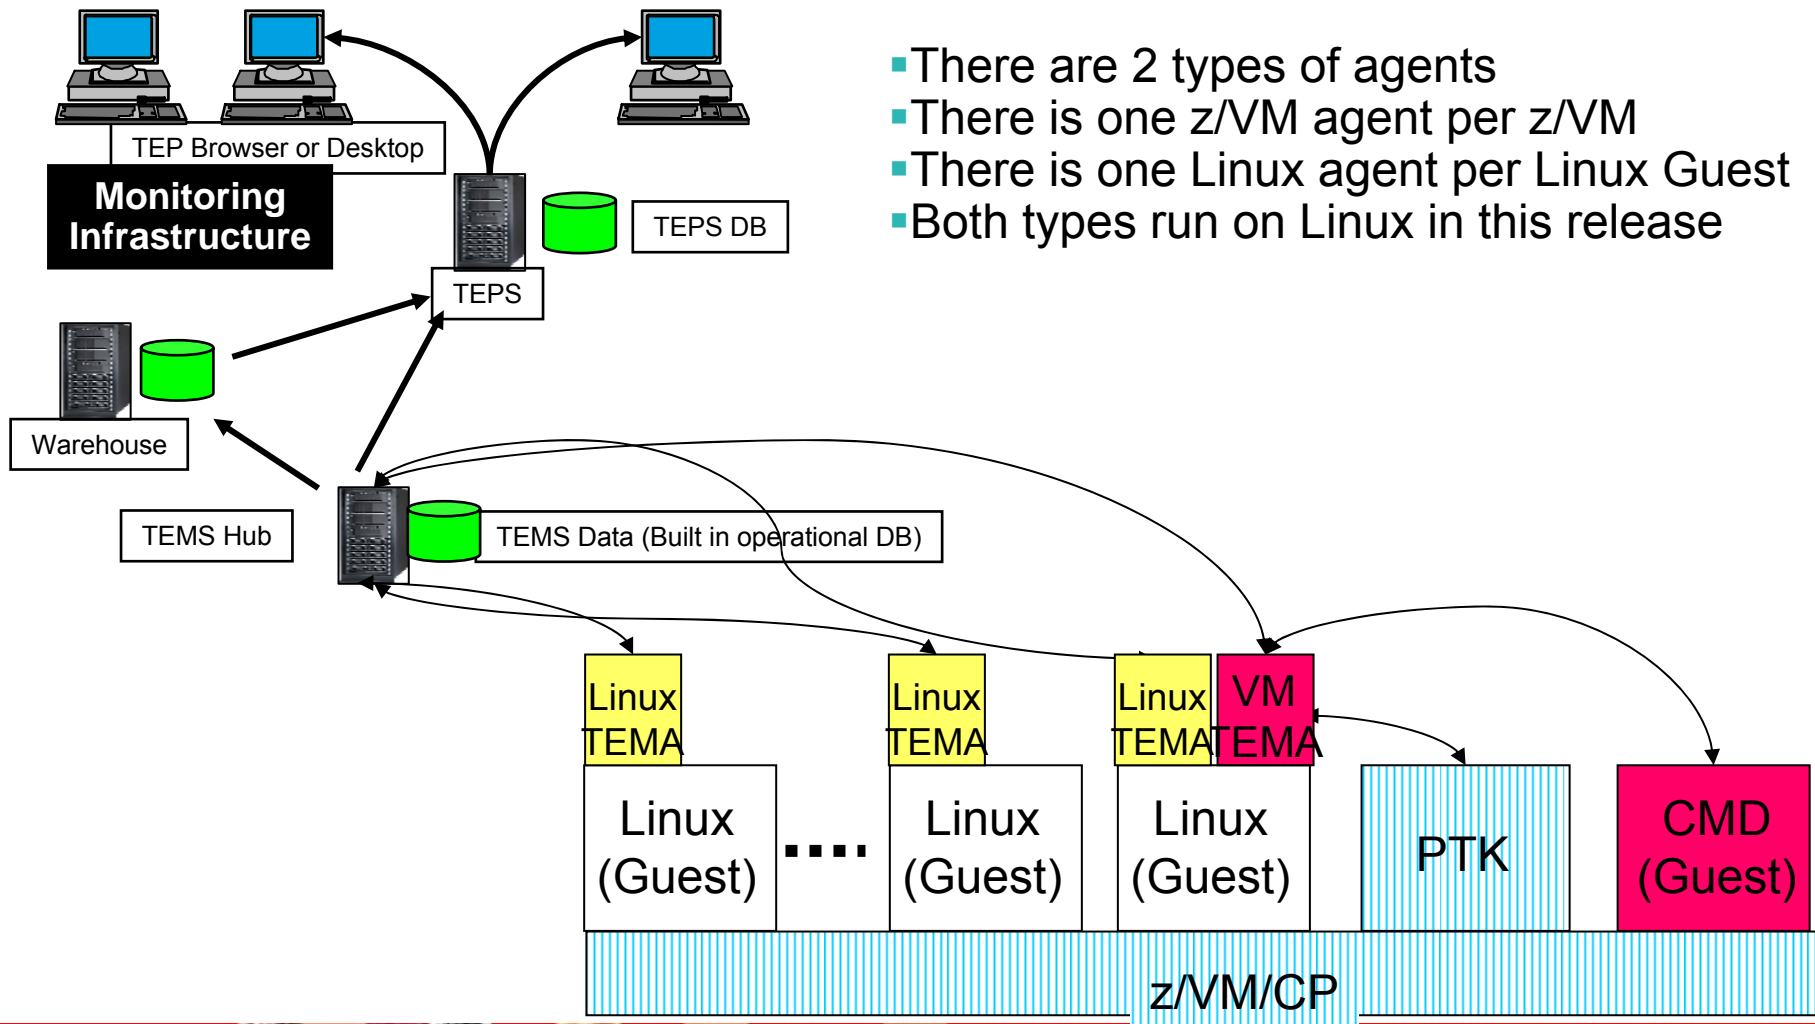 ▪There are 2 types of agents
▪There is one z/VM agent per z/VM
▪There is one Linux agent per Linux Guest
▪Both types run on Linux in this release
TEP Browser or Desktop
Monitoring
Infrastructure
TEPS DB
TEPS
Warehouse
TEMS Hub
TEMS Data (Built in operational DB)
Linux
TEMA
Linux
TEMA
Linux
TEMA
VM
TEMA
Linux
(Guest)
....
Linux
(Guest)
Linux
(Guest)
PTK
CMD
(Guest)
z/VM/CP